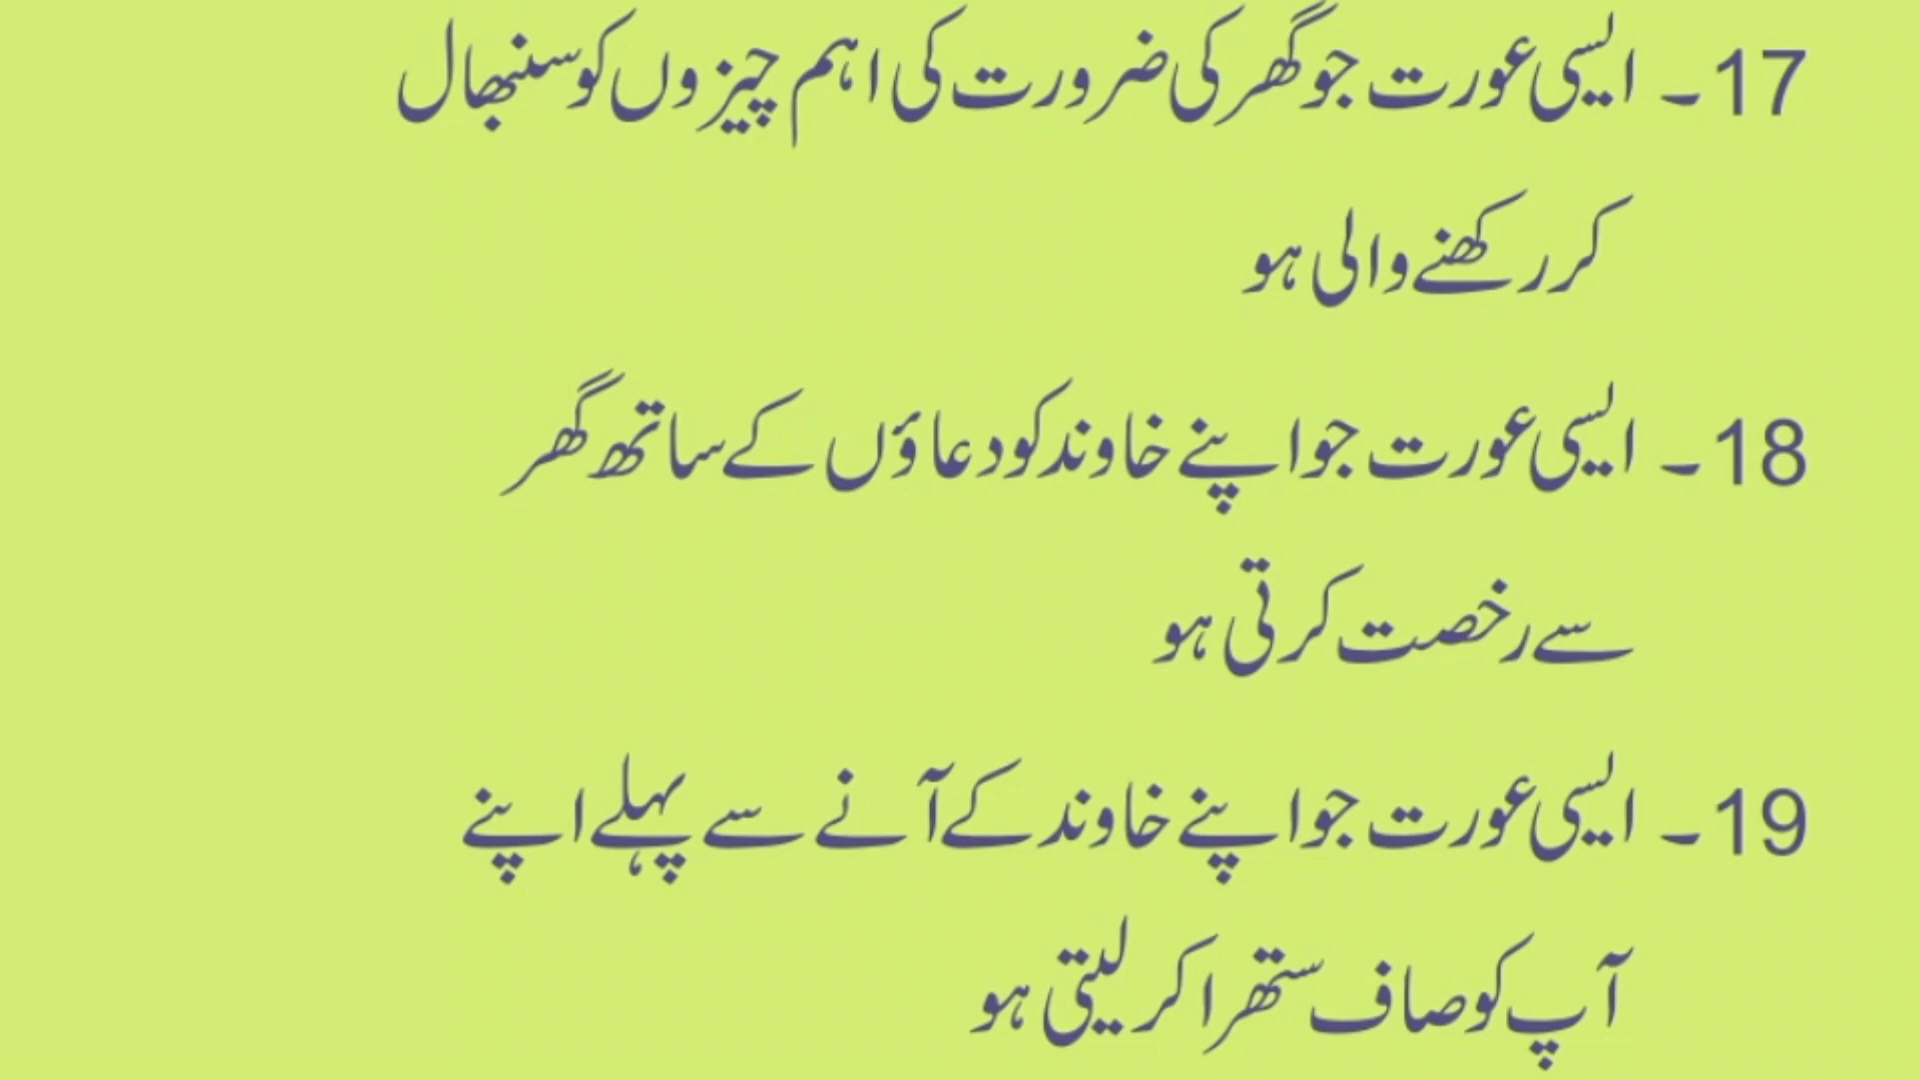 17۔ ایسی عورت جو گھر کی ضرورت کی اہم چیزوں کو سنبھال
کر رکھنے والی ہو
18۔ ایسی عورت جو اپنے خاوند کو دعاؤں کے ساتھ گھر
سے رخصت کرتی ہو
19۔ ایسی عورت جو اپنے خاوند کے آنے سے پہلے اپنے
آپ کو صاف ستھرا کر لیتی ہو